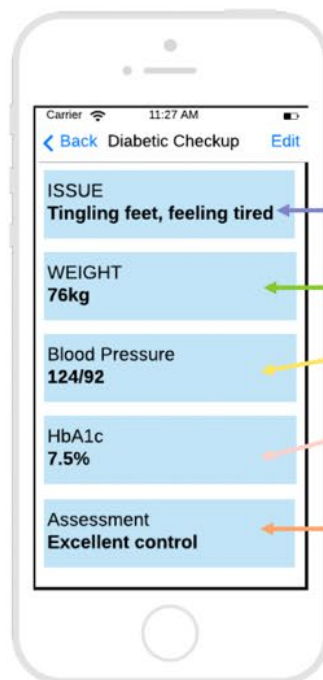 Carrier 11:27 AM
Back Diabetic Checkup Edit
ISSUE
Tingling feet, feeling tired
WEIGHT
76kg
Blood Pressure
124/92
HbA1c
7.5%
Assessment
Excellent control